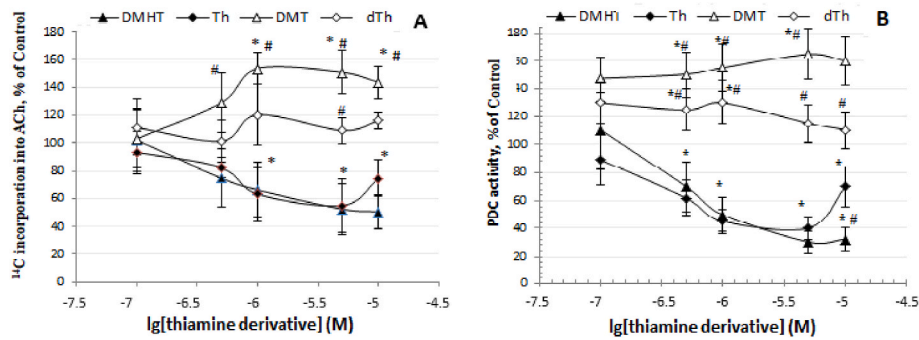 DMHT Th DMT dTh
A
¹⁴C incorporation into ACh, % of Control
180
160
140
120
100
80
60
40
20
0
# * # * # * #
#
* * *
-7.5 -7 -6.5 -6 -5.5 -5 -4.5
lg[thiamine derivative] (M)
DMHT Th DMT dTh
B
PDC activity, % of Control
180
120
100
80
60
40
20
0
*# *# *#
*# *# # #
* * * *
* #
-7.5 -7 -6.5 -6 -5.5 -5 -4.5
lg[thiamine derivative] (M)